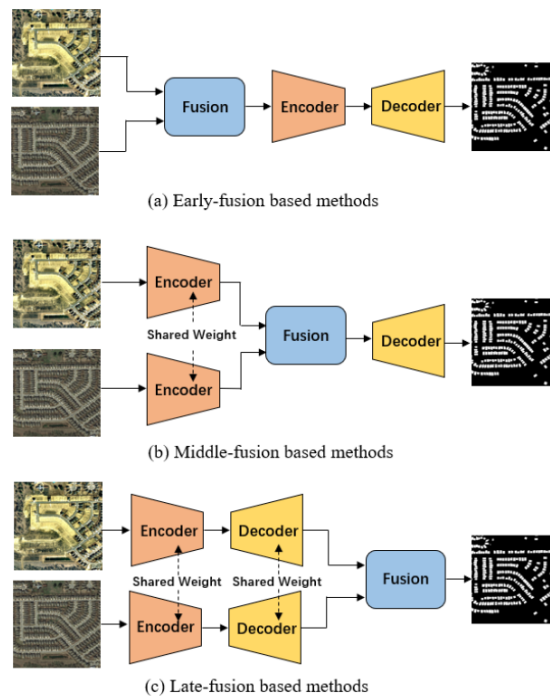 Fusion
Encoder
Decoder
(a) Early-fusion based methods
Encoder
Shared Weight
Encoder
Fusion
Decoder
(b) Middle-fusion based methods
Encoder
Decoder
Shared Weight
Shared Weight
Encoder
Decoder
Fusion
(c) Late-fusion based methods